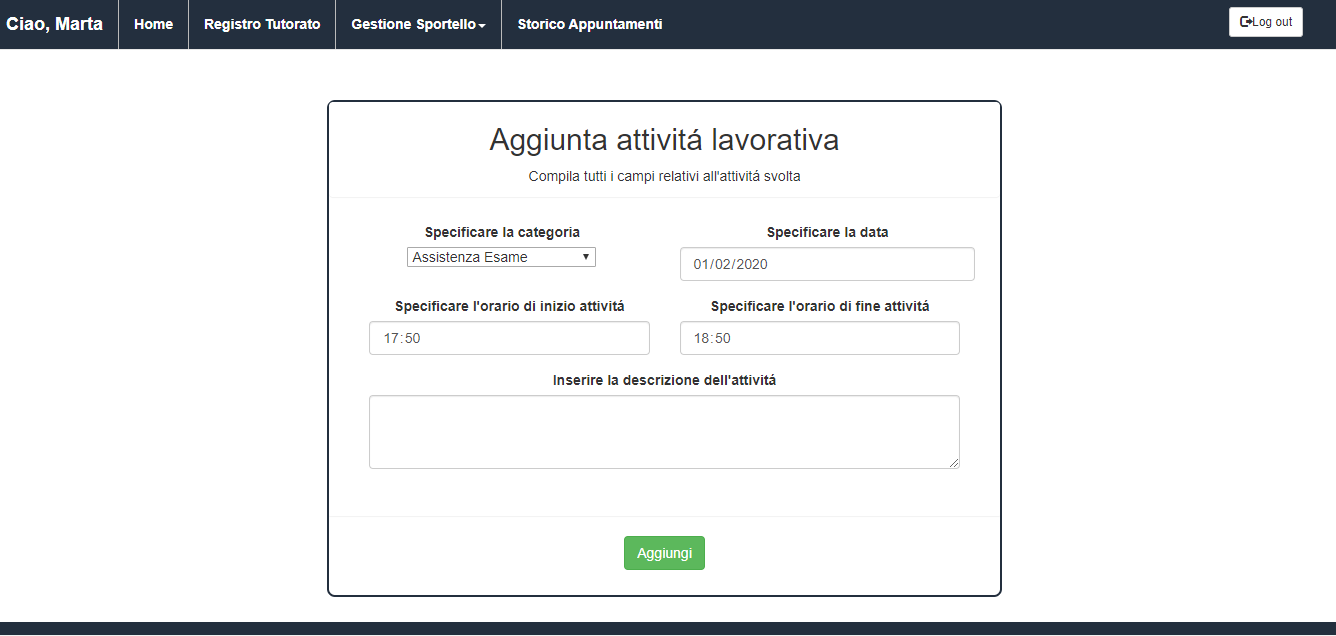 Ciao, Marta Home Registro Tutorato Gestione Sportello Storico Appuntamenti Log out
Aggiunta attivitá lavorativa
Compila tutti i campi relativi all'attivitá svolta
Specificare la categoria Specificare la data
Assistenza Esame 01/02/2020
Specificare l'orario di inizio attivitá Specificare l'orario di fine attivitá
17:50 18:50
Inserire la descrizione dell'attivitá
Aggiungi